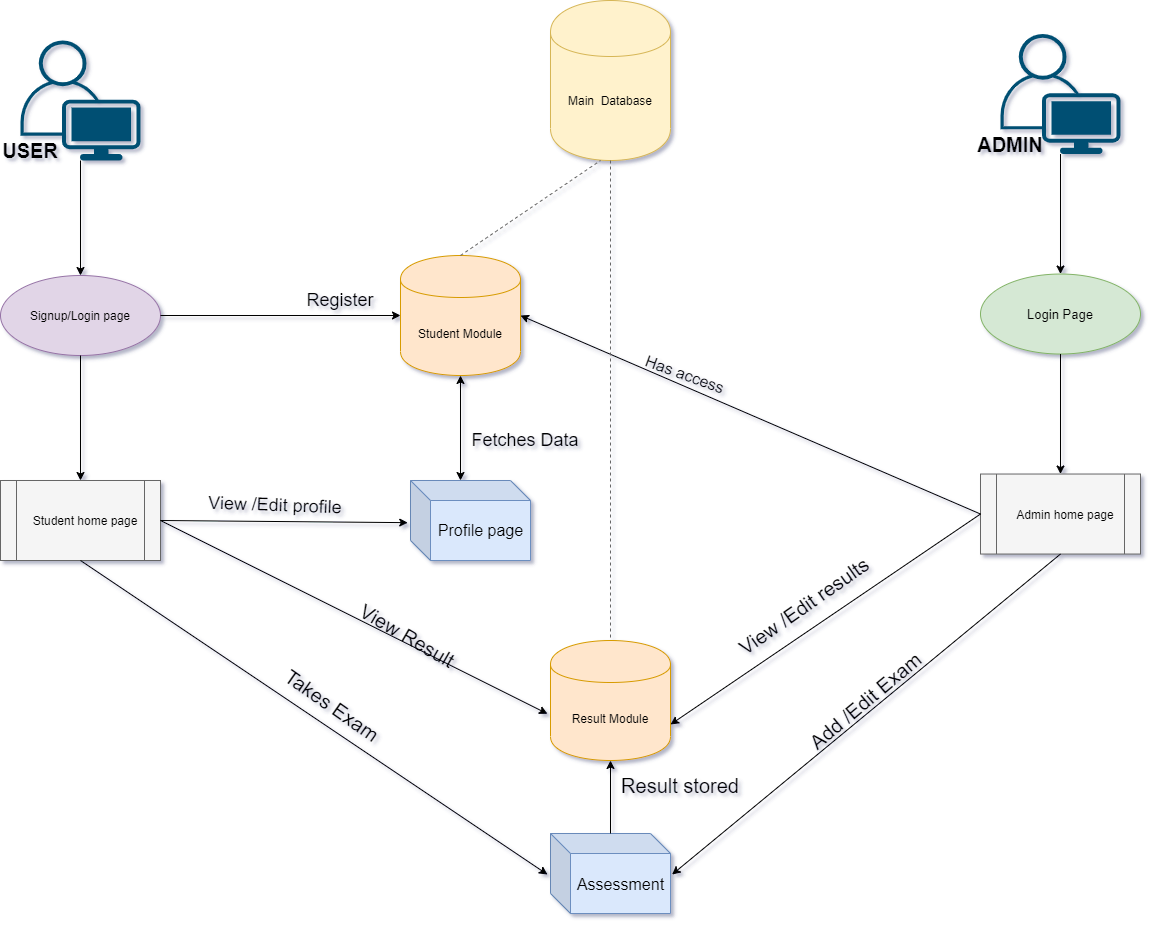 Main  Database
USER
ADMIN
Signup/Login page
Register
Student Module
Login Page
Has access
Fetches Data
Student home page
View /Edit profile
Profile page
Admin home page
View Result
View /Edit results
Takes Exam
Result Module
Add /Edit Exam
Result stored
Assessment